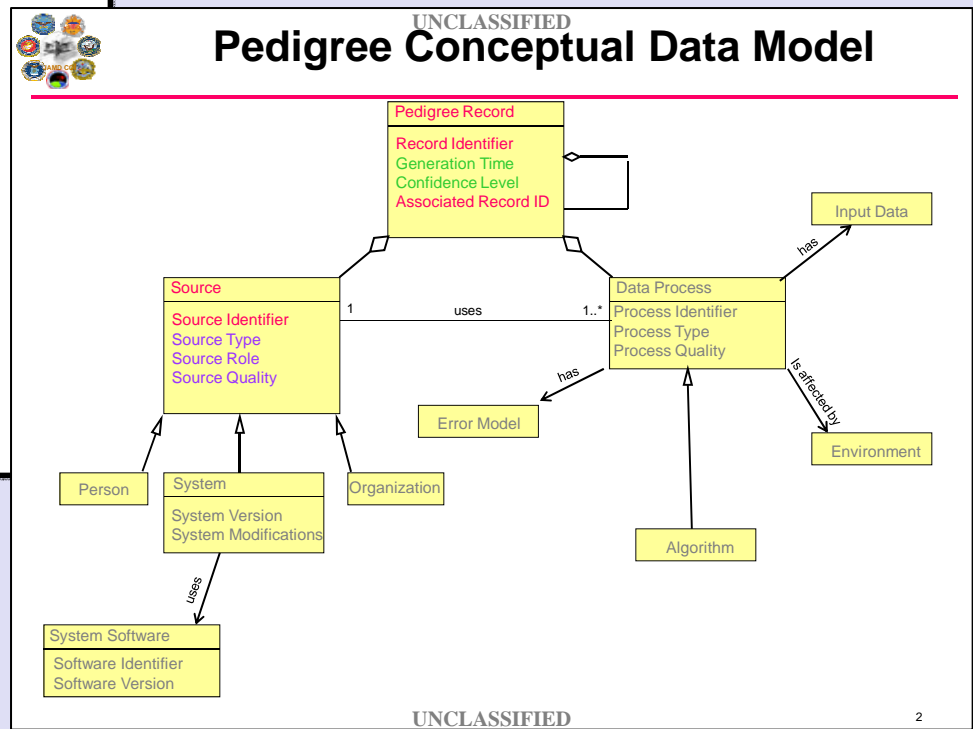 UNCLASSIFIED
Pedigree Conceptual Data Model
Pedigree Record
Record Identifier
Generation Time
Confidence Level
Associated Record ID
Input Data
has
Source
Source Identifier
Source Type
Source Role
Source Quality
1
uses
1..*
Data Process
Process Identifier
Process Type
Process Quality
has
Is affected by
Error Model
Environment
Person
System
System Version
System Modifications
Organization
Algorithm
uses
System Software
Software Identifier
Software Version
UNCLASSIFIED
2